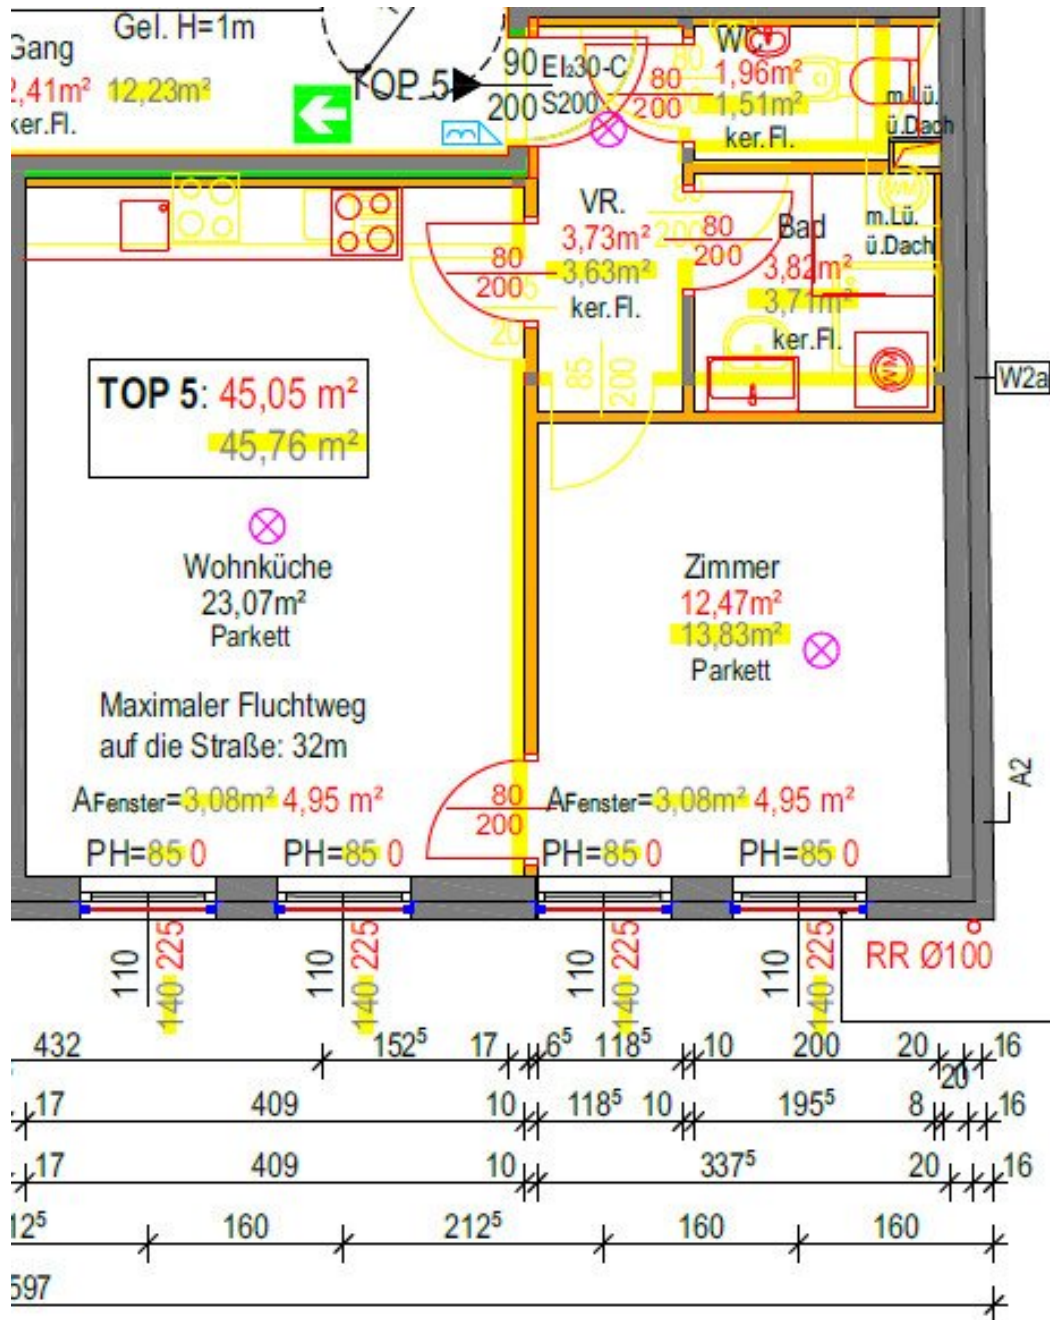 Gang
Gel. H=1m
2,41m² 12,23m²
ker.Fl.
TOP 5
90
200
EI₂30-C
S200
WC
1,96m²
1,51m²
ker.Fl.
80
200
m.Lü.
ü.Dach
VR.
3,73m²
3,63m²
ker.Fl.
80
200
80
200
Bad
3,82m²
3,71m²
ker.Fl.
m.Lü.
ü.Dach
WM
WM
85
200
W2a
TOP 5: 45,05 m²
45,76 m²
Wohnküche
23,07m²
Parkett
Zimmer
12,47m²
13,83m²
Parkett
Maximaler Fluchtweg
auf die Straße: 32m
AFenster=3,08m² 4,95 m²
80
200
AFenster=3,08m² 4,95 m²
A2
PH=85 0
PH=85 0
PH=85 0
PH=85 0
110
140 225
110
140 225
110
140 225
110
140 225
RR Ø100
432 152⁵ 17 6⁵ 118⁵ 10 200 20 20 16
17 409 10 118⁵ 10 195⁵ 8 16
17 409 10 337⁵ 20 16
12⁵ 160 212⁵ 160 160
597